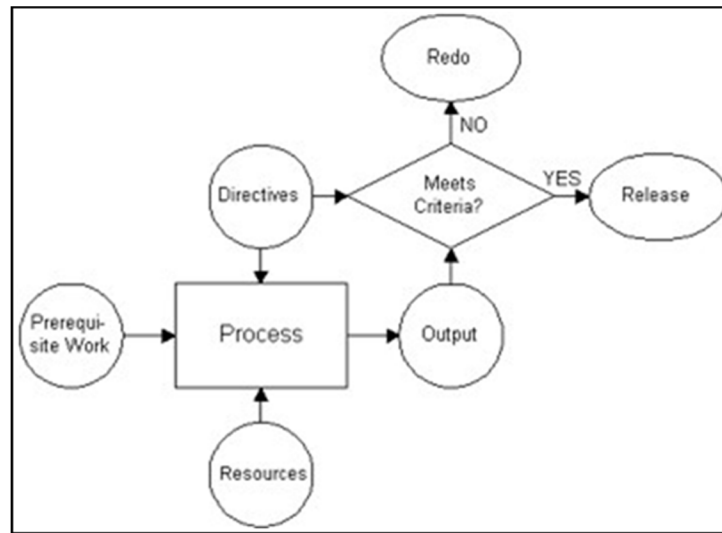 Redo
NO
YES
Directives
Meets
Criteria?
Release
Prerequi-
site Work
Process
Output
Resources